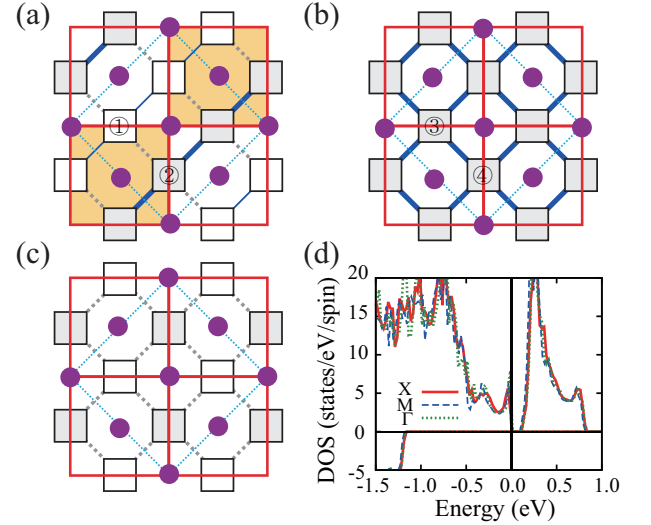 (a)
(b)
①
②
③
④
(c)
(d)
DOS (states/eV/spin)
20
15
10
5
0
-5
X
M
Γ
-1.5 -1.0 -0.5 0.0 0.5 1.0
Energy (eV)